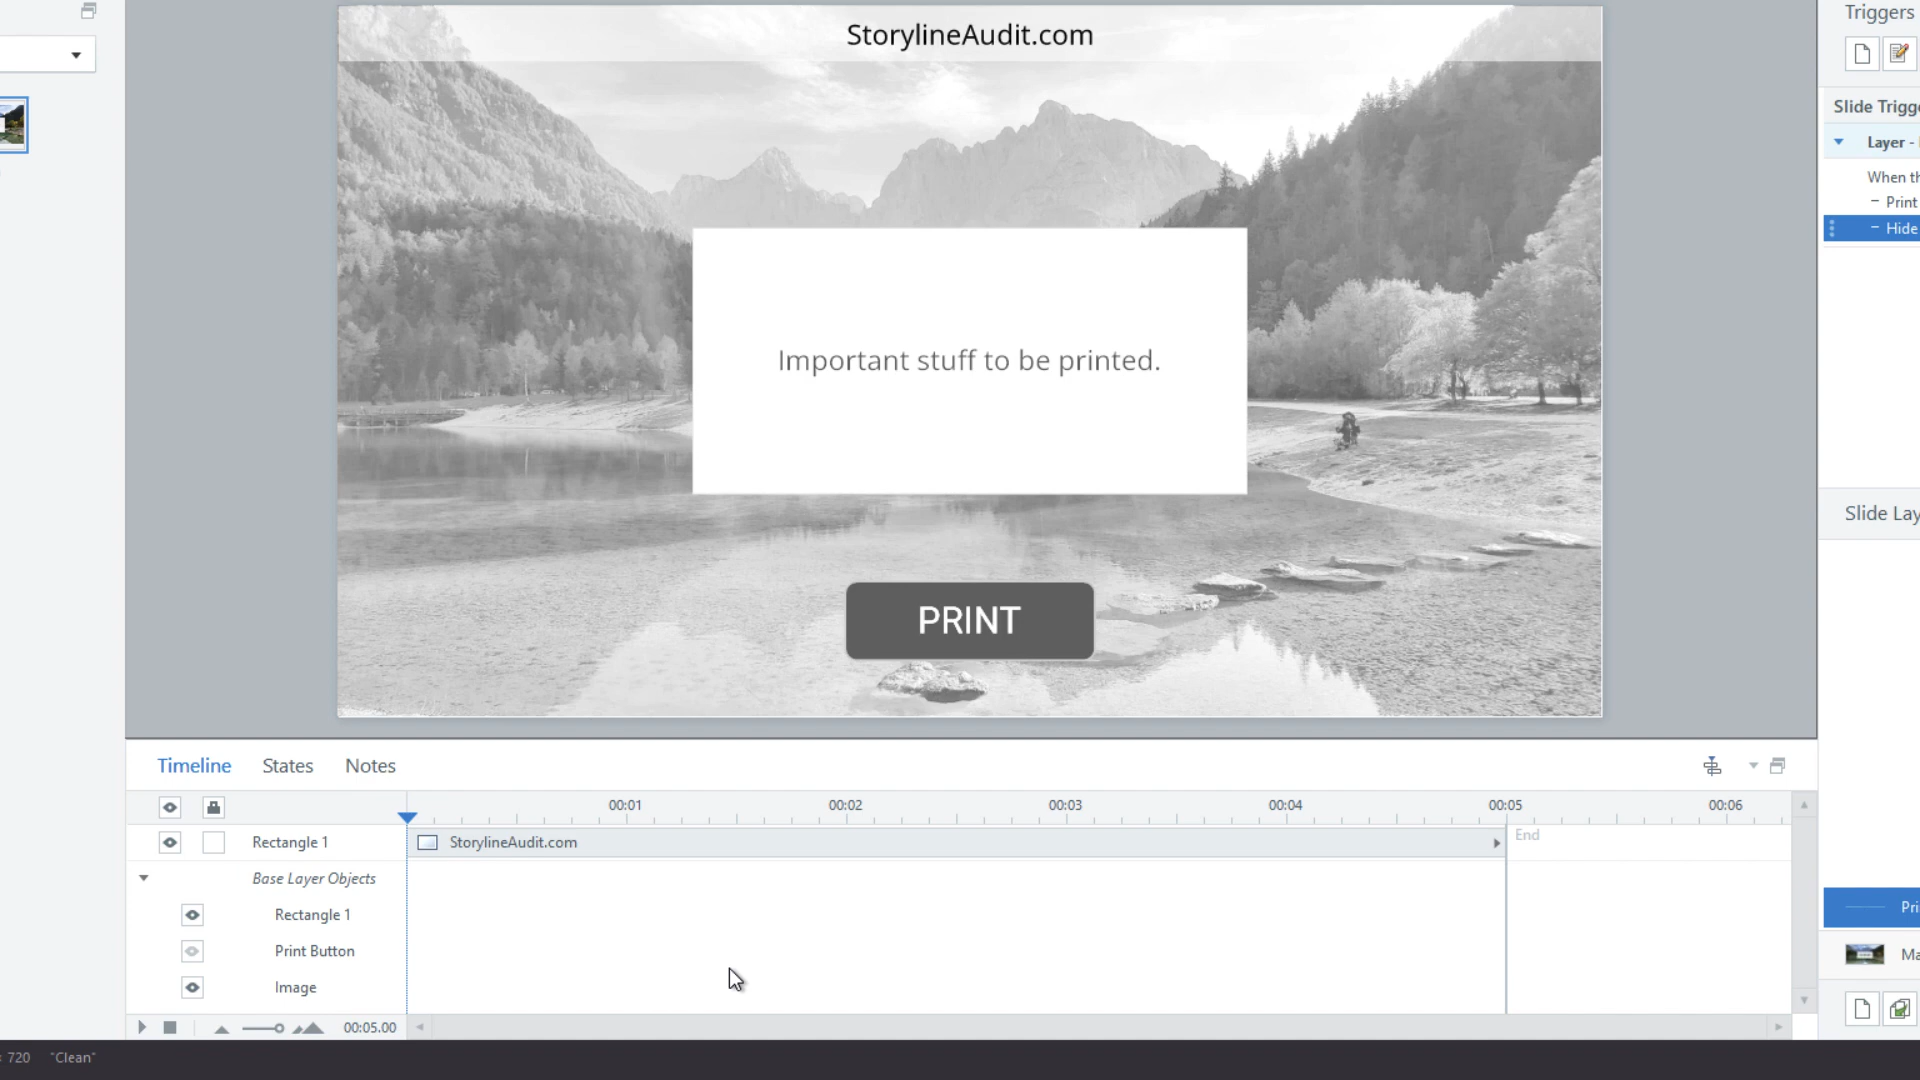 StorylineAudit.com
Important stuff to be printed.
PRINT
Triggers
Slide Trigg
Layer -
When th
Print
Hide
Slide Lay
Timeline
States
Notes
00:01
00:02
00:03
00:04
00:05
00:06
Rectangle 1
StorylineAudit.com
End
Base Layer Objects
Rectangle 1
Print Button
Image
Pri
Ma
00:05.00
720
"Clean"